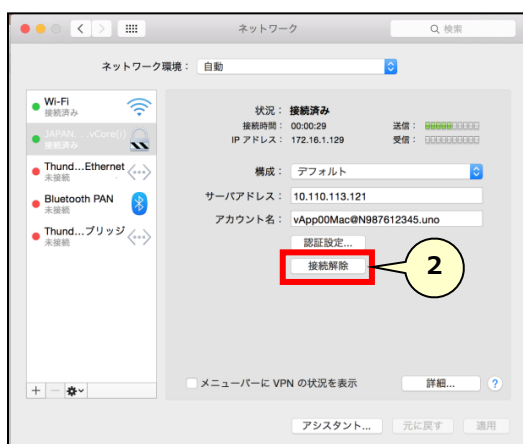 ネットワーク
検索
ネットワーク環境： 自動
Wi-Fi
接続済み
JAPAN. . .vCore(i)
接続済み
Thund...Ethernet
未接続
Bluetooth PAN
未接続
Thund...ブリッジ
未接続
状況： 接続済み
接続時間： 00:00:29
送信：
IP アドレス： 172.16.1.129
受信：
構成： デフォルト
サーバアドレス： 10.110.113.121
アカウント名： vApp00Mac@N987612345.uno
認証設定...
接続解除
2
メニューバーに VPN の状況を表示
詳細...
?
アシスタント...
元に戻す
適用